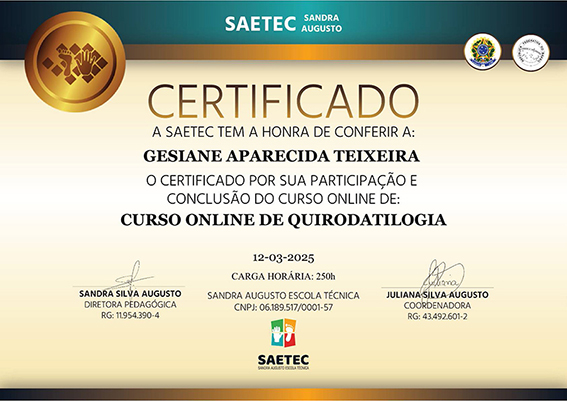 SAETEC SANDRA AUGUSTO
CERTIFICADO
A SAETEC TEM A HONRA DE CONFERIR A:
GESIANE APARECIDA TEIXEIRA
O CERTIFICADO POR SUA PARTICIPAÇÃO E
CONCLUSÃO DO CURSO ONLINE DE:
CURSO ONLINE DE QUIRODATILOGIA
12-03-2025
CARGA HORÁRIA: 250h
SANDRA SILVA AUGUSTO
DIRETORA PEDAGÓGICA
RG: 11.954.390-4
SANDRA AUGUSTO ESCOLA TÉCNICA
CNPJ: 06.189.517/0001-57
Juliana
JULIANA SILVA AUGUSTO
COORDENADORA
RG: 43.492.601-2
SAETEC
SANDRA AUGUSTO ESCOLA TÉCNICA